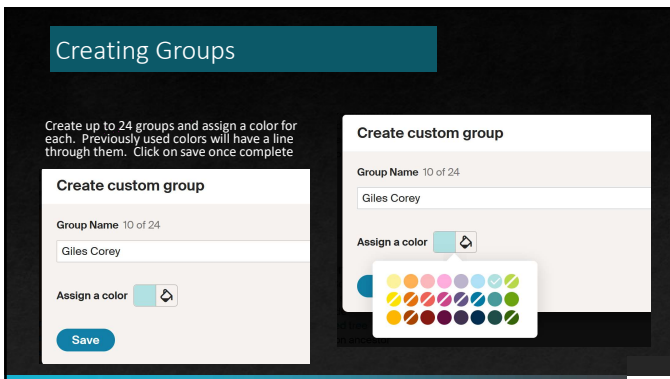 Creating Groups
Create up to 24 groups and assign a color for
each. Previously used colors will have a line
through them. Click on save once complete
Create custom group
Group Name 10 of 24
Giles Corey
Assign a color
Save
Create custom group
Group Name 10 of 24
Giles Corey
Assign a color